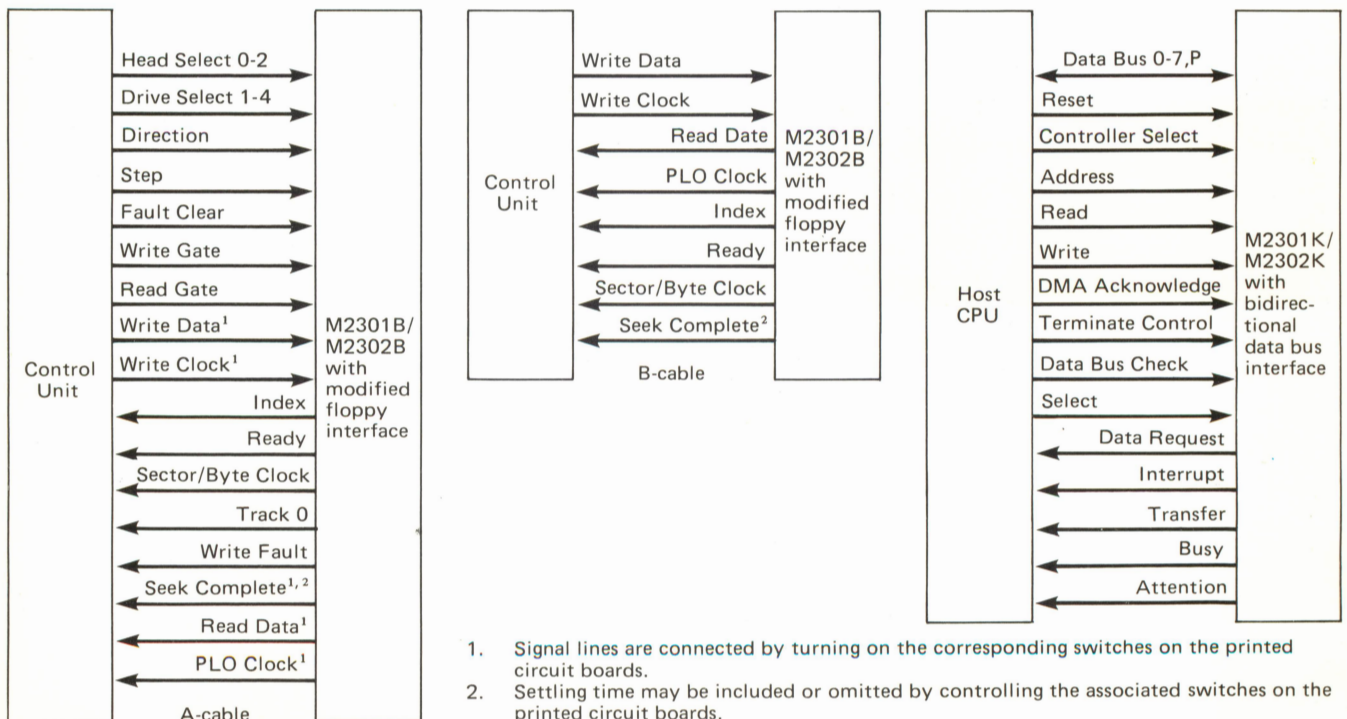 Head Select 0-2
Drive Select 1-4
Direction
Step
Fault Clear
Write Gate
Read Gate
Write Data¹
Write Clock¹
Index
Ready
Sector/Byte Clock
Track 0
Write Fault
Seek Complete¹,²
Read Data¹
PLO Clock¹
Control
Unit
M2301B/
M2302B
with
modified
floppy
interface
A-cable
Write Data
Write Clock
Read Date
PLO Clock
Index
Ready
Sector/Byte Clock
Seek Complete²
Control
Unit
M2301B/
M2302B
with
modified
floppy
interface
B-cable
Data Bus 0-7,P
Reset
Controller Select
Address
Read
Write
DMA Acknowledge
Terminate Control
Data Bus Check
Select
Data Request
Interrupt
Transfer
Busy
Attention
Host
CPU
M2301K/
M2302K
with
bidirec-
tional
data bus
interface
1. Signal lines are connected by turning on the corresponding switches on the printed
circuit boards.
2. Settling time may be included or omitted by controlling the associated switches on the
printed circuit boards.